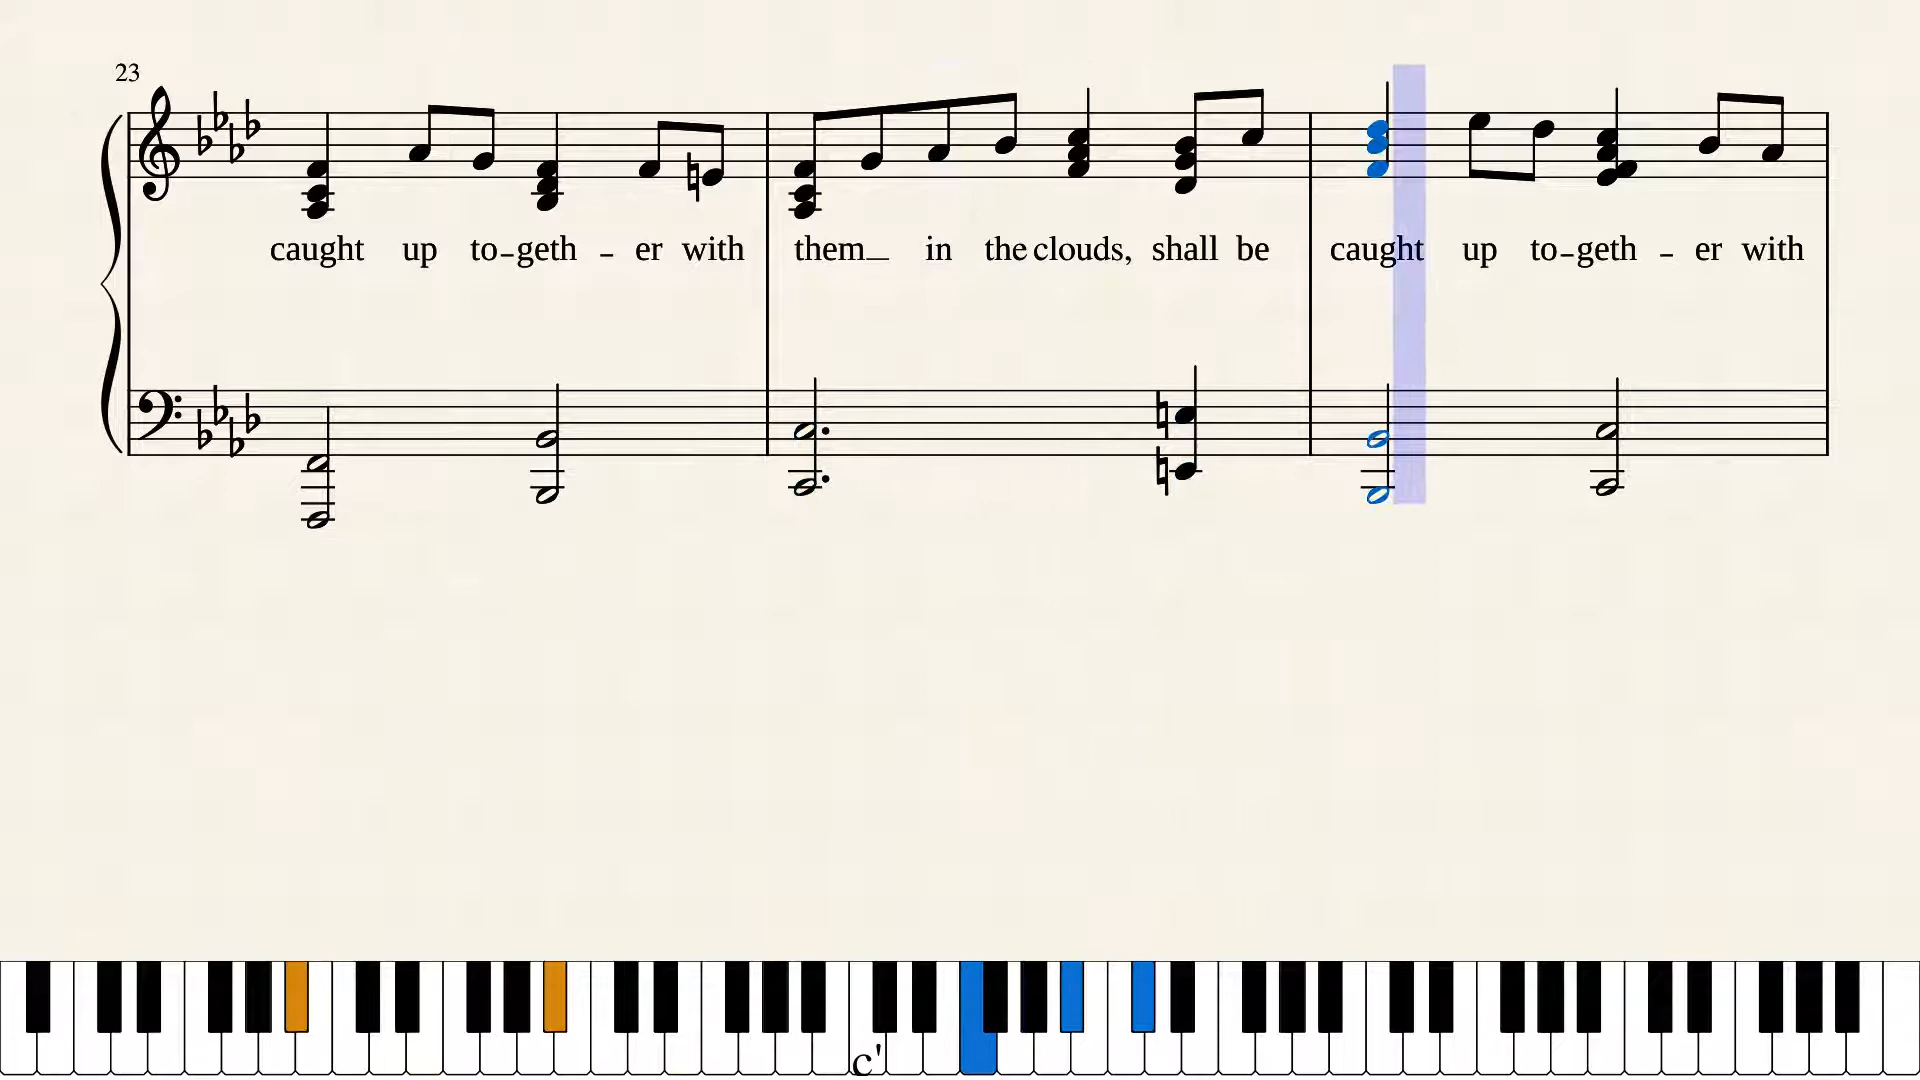 23
caught up to-geth - er with them_ in the clouds, shall be caught up to-geth - er with
c'